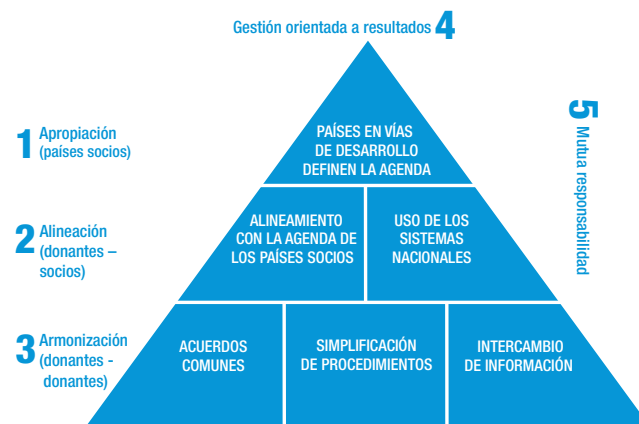 Gestión orientada a resultados 4
1 Apropiación
(países socios)
PAÍSES EN VÍAS
DE DESARROLLO
DEFINEN LA AGENDA
5 Mutua responsabilidad
2 Alineación
(donantes –
socios)
ALINEAMIENTO
CON LA AGENDA DE
LOS PAÍSES SOCIOS
USO DE LOS
SISTEMAS
NACIONALES
3 Armonización
(donantes -
donantes)
ACUERDOS
COMUNES
SIMPLIFICACIÓN
DE PROCEDIMIENTOS
INTERCAMBIO
DE INFORMACIÓN